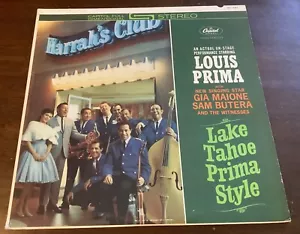 STEREO
Harrah's Club
Capitol
AN ACTUAL ON-STAGE
PERFORMANCE STARRING
LOUIS
PRIMA
WITH
NEW SINGING STAR
GIA MAIONE
SAM BUTERA
AND THE WITNESSES
Lake
Tahoe
Prima
Style